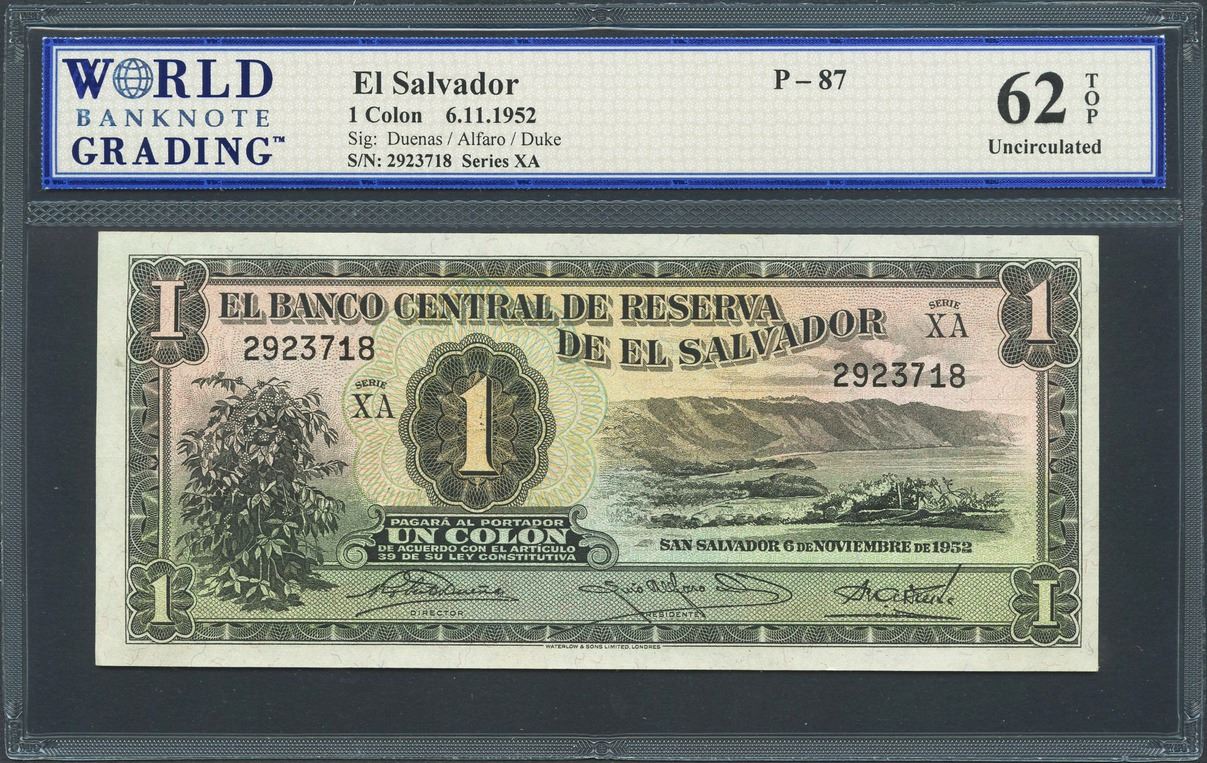 WORLD
BANKNOTE
GRADING™
El Salvador
1 Colon 6.11.1952
Sig: Duenas / Alfaro / Duke
S/N: 2923718 Series XA
P – 87
62
TOP
Uncirculated
I
1
EL BANCO CENTRAL DE RESERVA
DE EL SALVADOR
SERIE
XA
2923718
2923718
SERIE
XA
1
PAGARÁ AL PORTADOR
UN COLON
DE ACUERDO CON EL ARTÍCULO
39 DE SU LEY CONSTITUTIVA
SAN SALVADOR 6 DE NOVIEMBRE DE 1952
1
I
DIRECTOR
PRESIDENTE
WATERLOW & SONS LIMITED, LONDRES